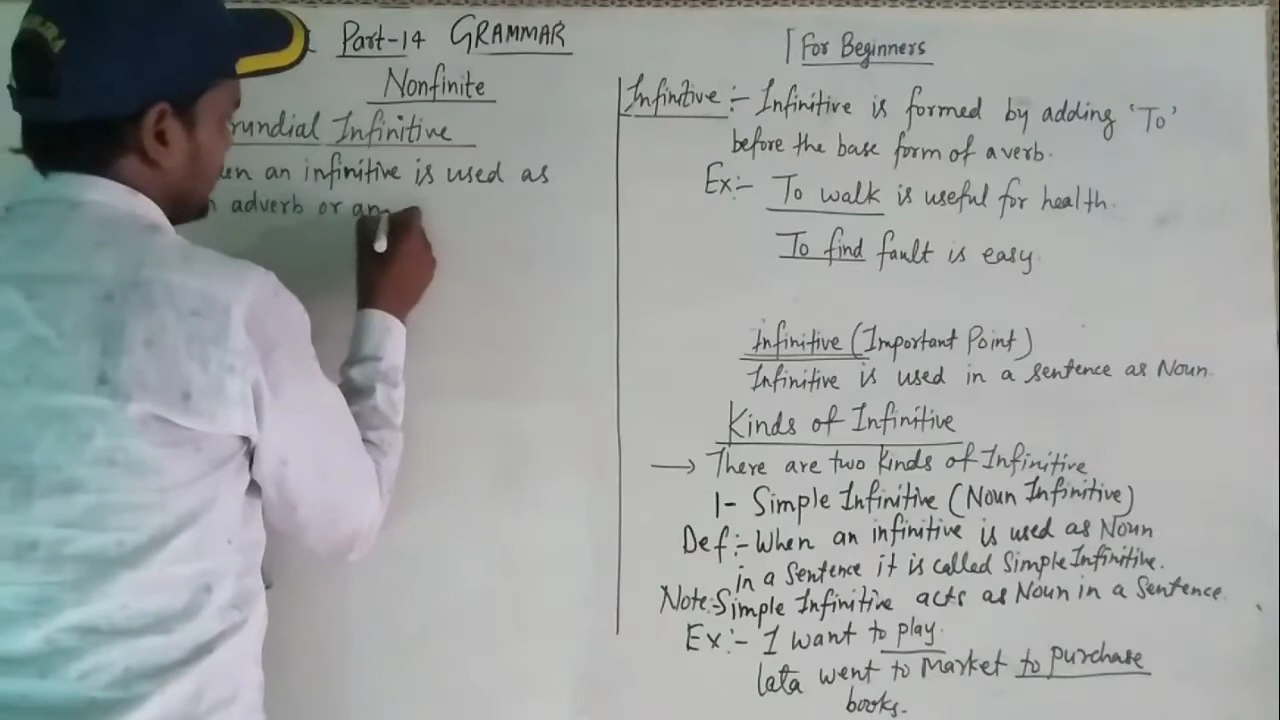 Part-14 GRAMMAR
Nonfinite
rundial Infinitive
en an infinitive is used as
adverb or an
For Beginners
Infinitive :- Infinitive is formed by adding 'To'
before the base form of a verb.
Ex:- To walk is useful for health.
To find fault is easy
Infinitive (Important Point)
Infinitive is used in a sentence as Noun.
Kinds of Infinitive
→ There are two kinds of Infinitive
1- Simple Infinitive (Noun Infinitive)
Def:- When an infinitive is used as Noun
in a Sentence it is called Simple Infinitive.
Note:- Simple Infinitive acts as Noun in a Sentence.
Ex:- I want to play.
lata went to Market to purchase
books.